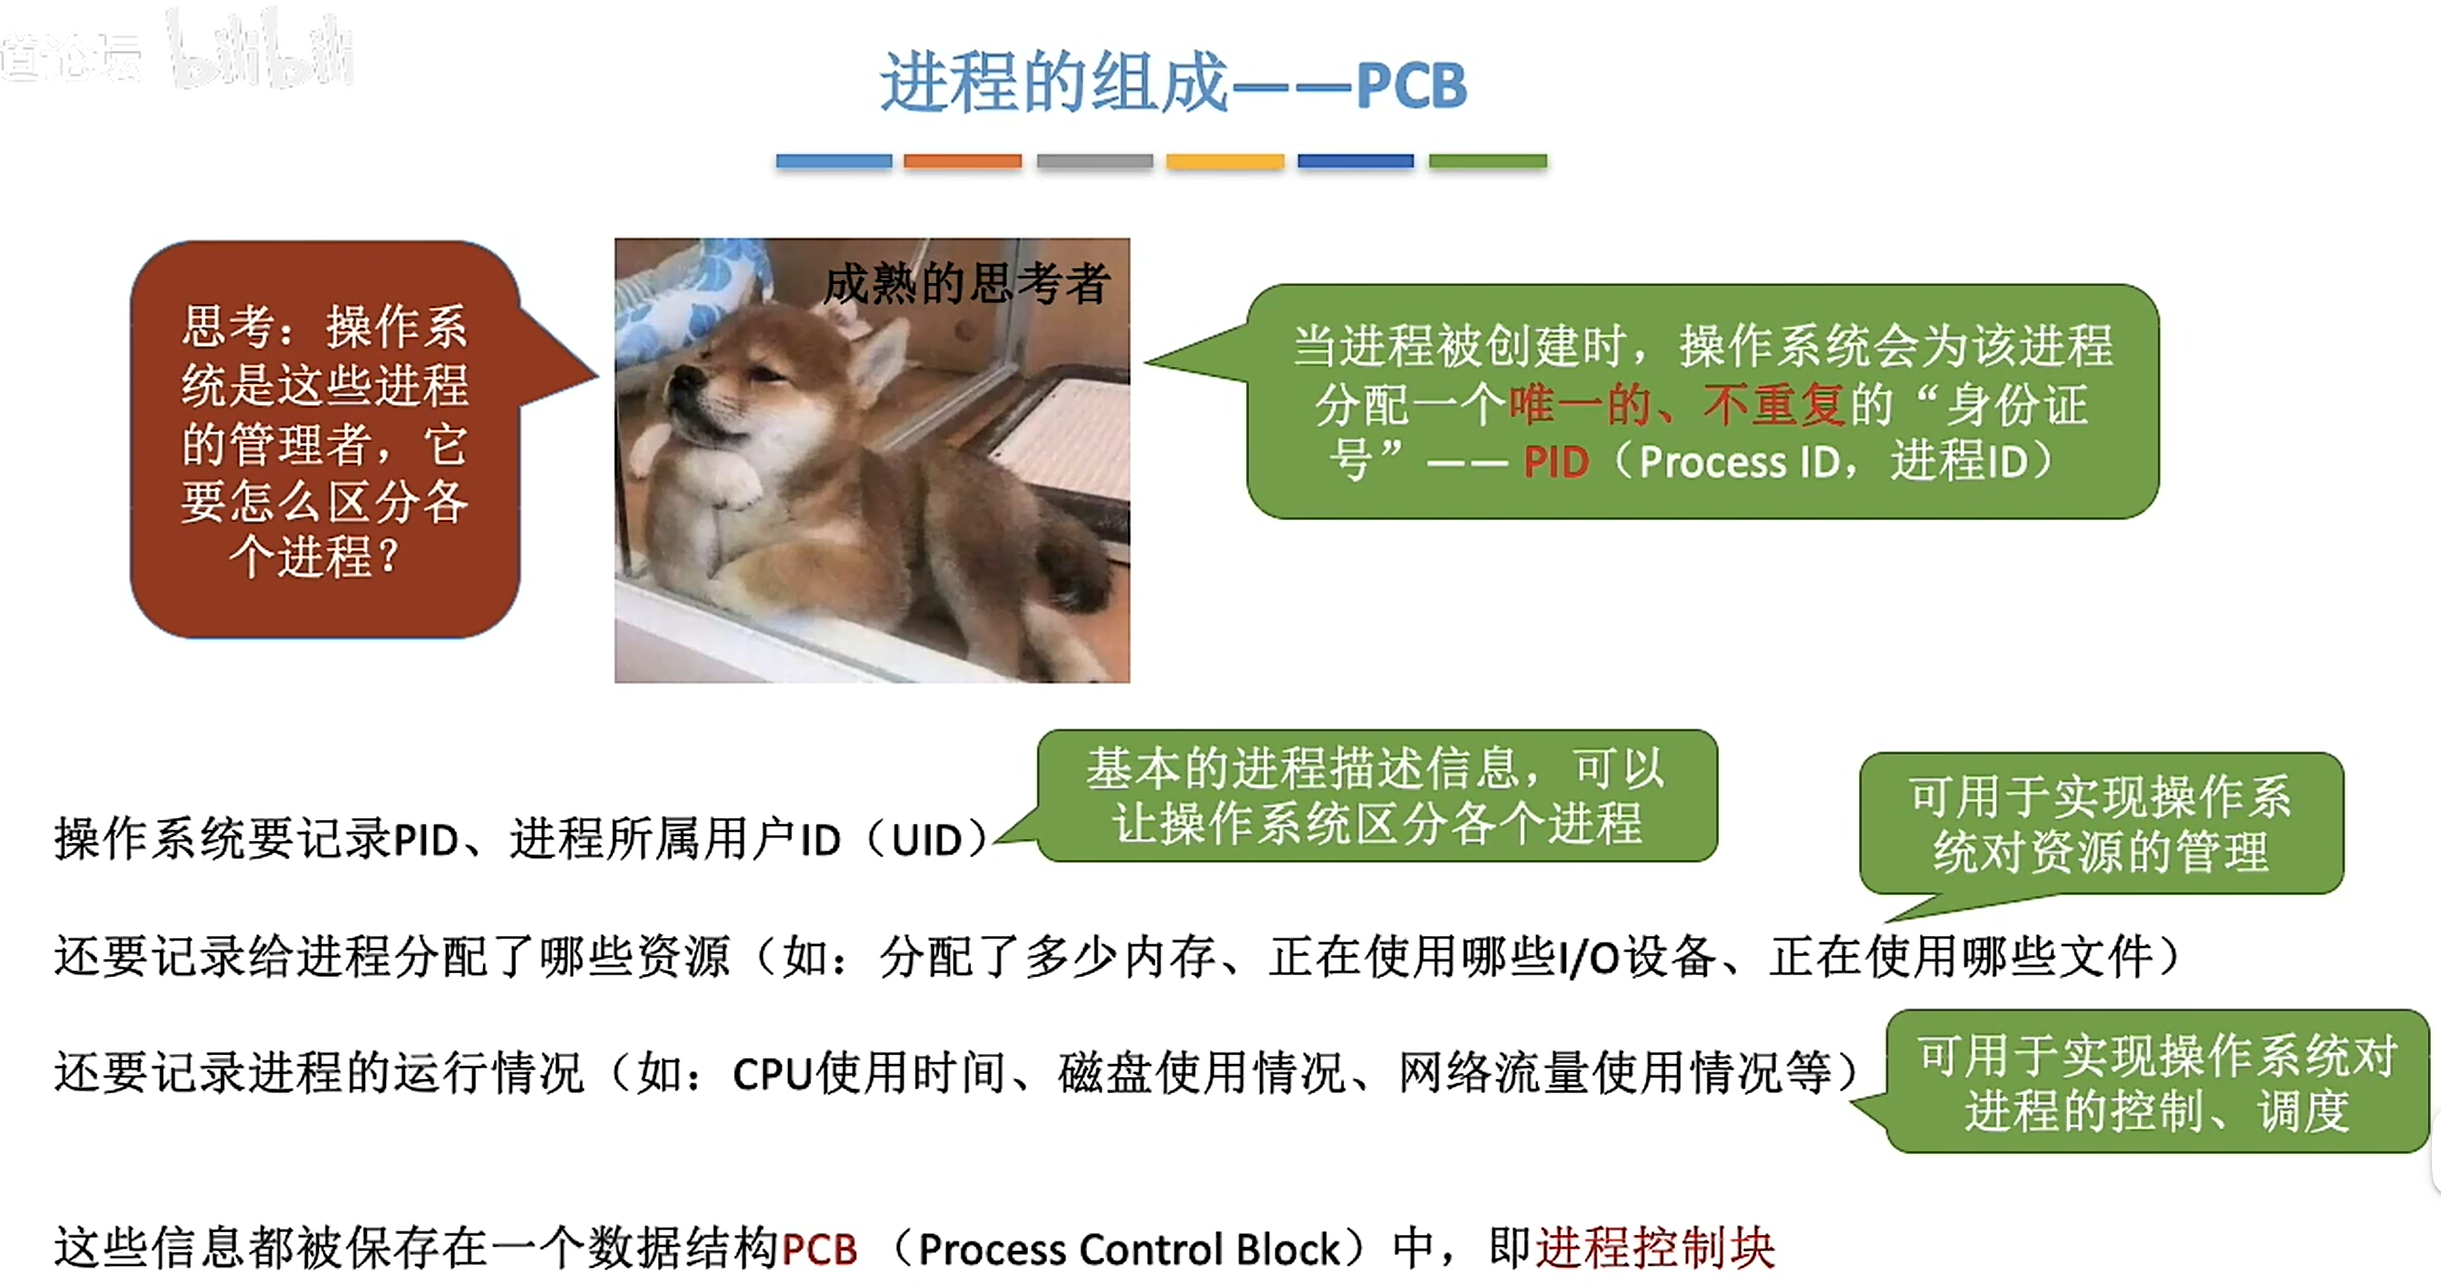 道论坛 bilibili
进程的组成——PCB
思考：操作系
统是这些进程
的管理者，它
要怎么区分各
个进程？
成熟的思考者
当进程被创建时，操作系统会为该进程
分配一个唯一的、不重复的“身份证
号”—— PID（Process ID，进程ID）
基本的进程描述信息，可以
让操作系统区分各个进程
操作系统要记录PID、进程所属用户ID（UID）
可用于实现操作系
统对资源的管理
还要记录给进程分配了哪些资源（如：分配了多少内存、正在使用哪些I/O设备、正在使用哪些文件）
还要记录进程的运行情况（如：CPU使用时间、磁盘使用情况、网络流量使用情况等）
可用于实现操作系统对
进程的控制、调度
这些信息都被保存在一个数据结构PCB （Process Control Block）中，即进程控制块